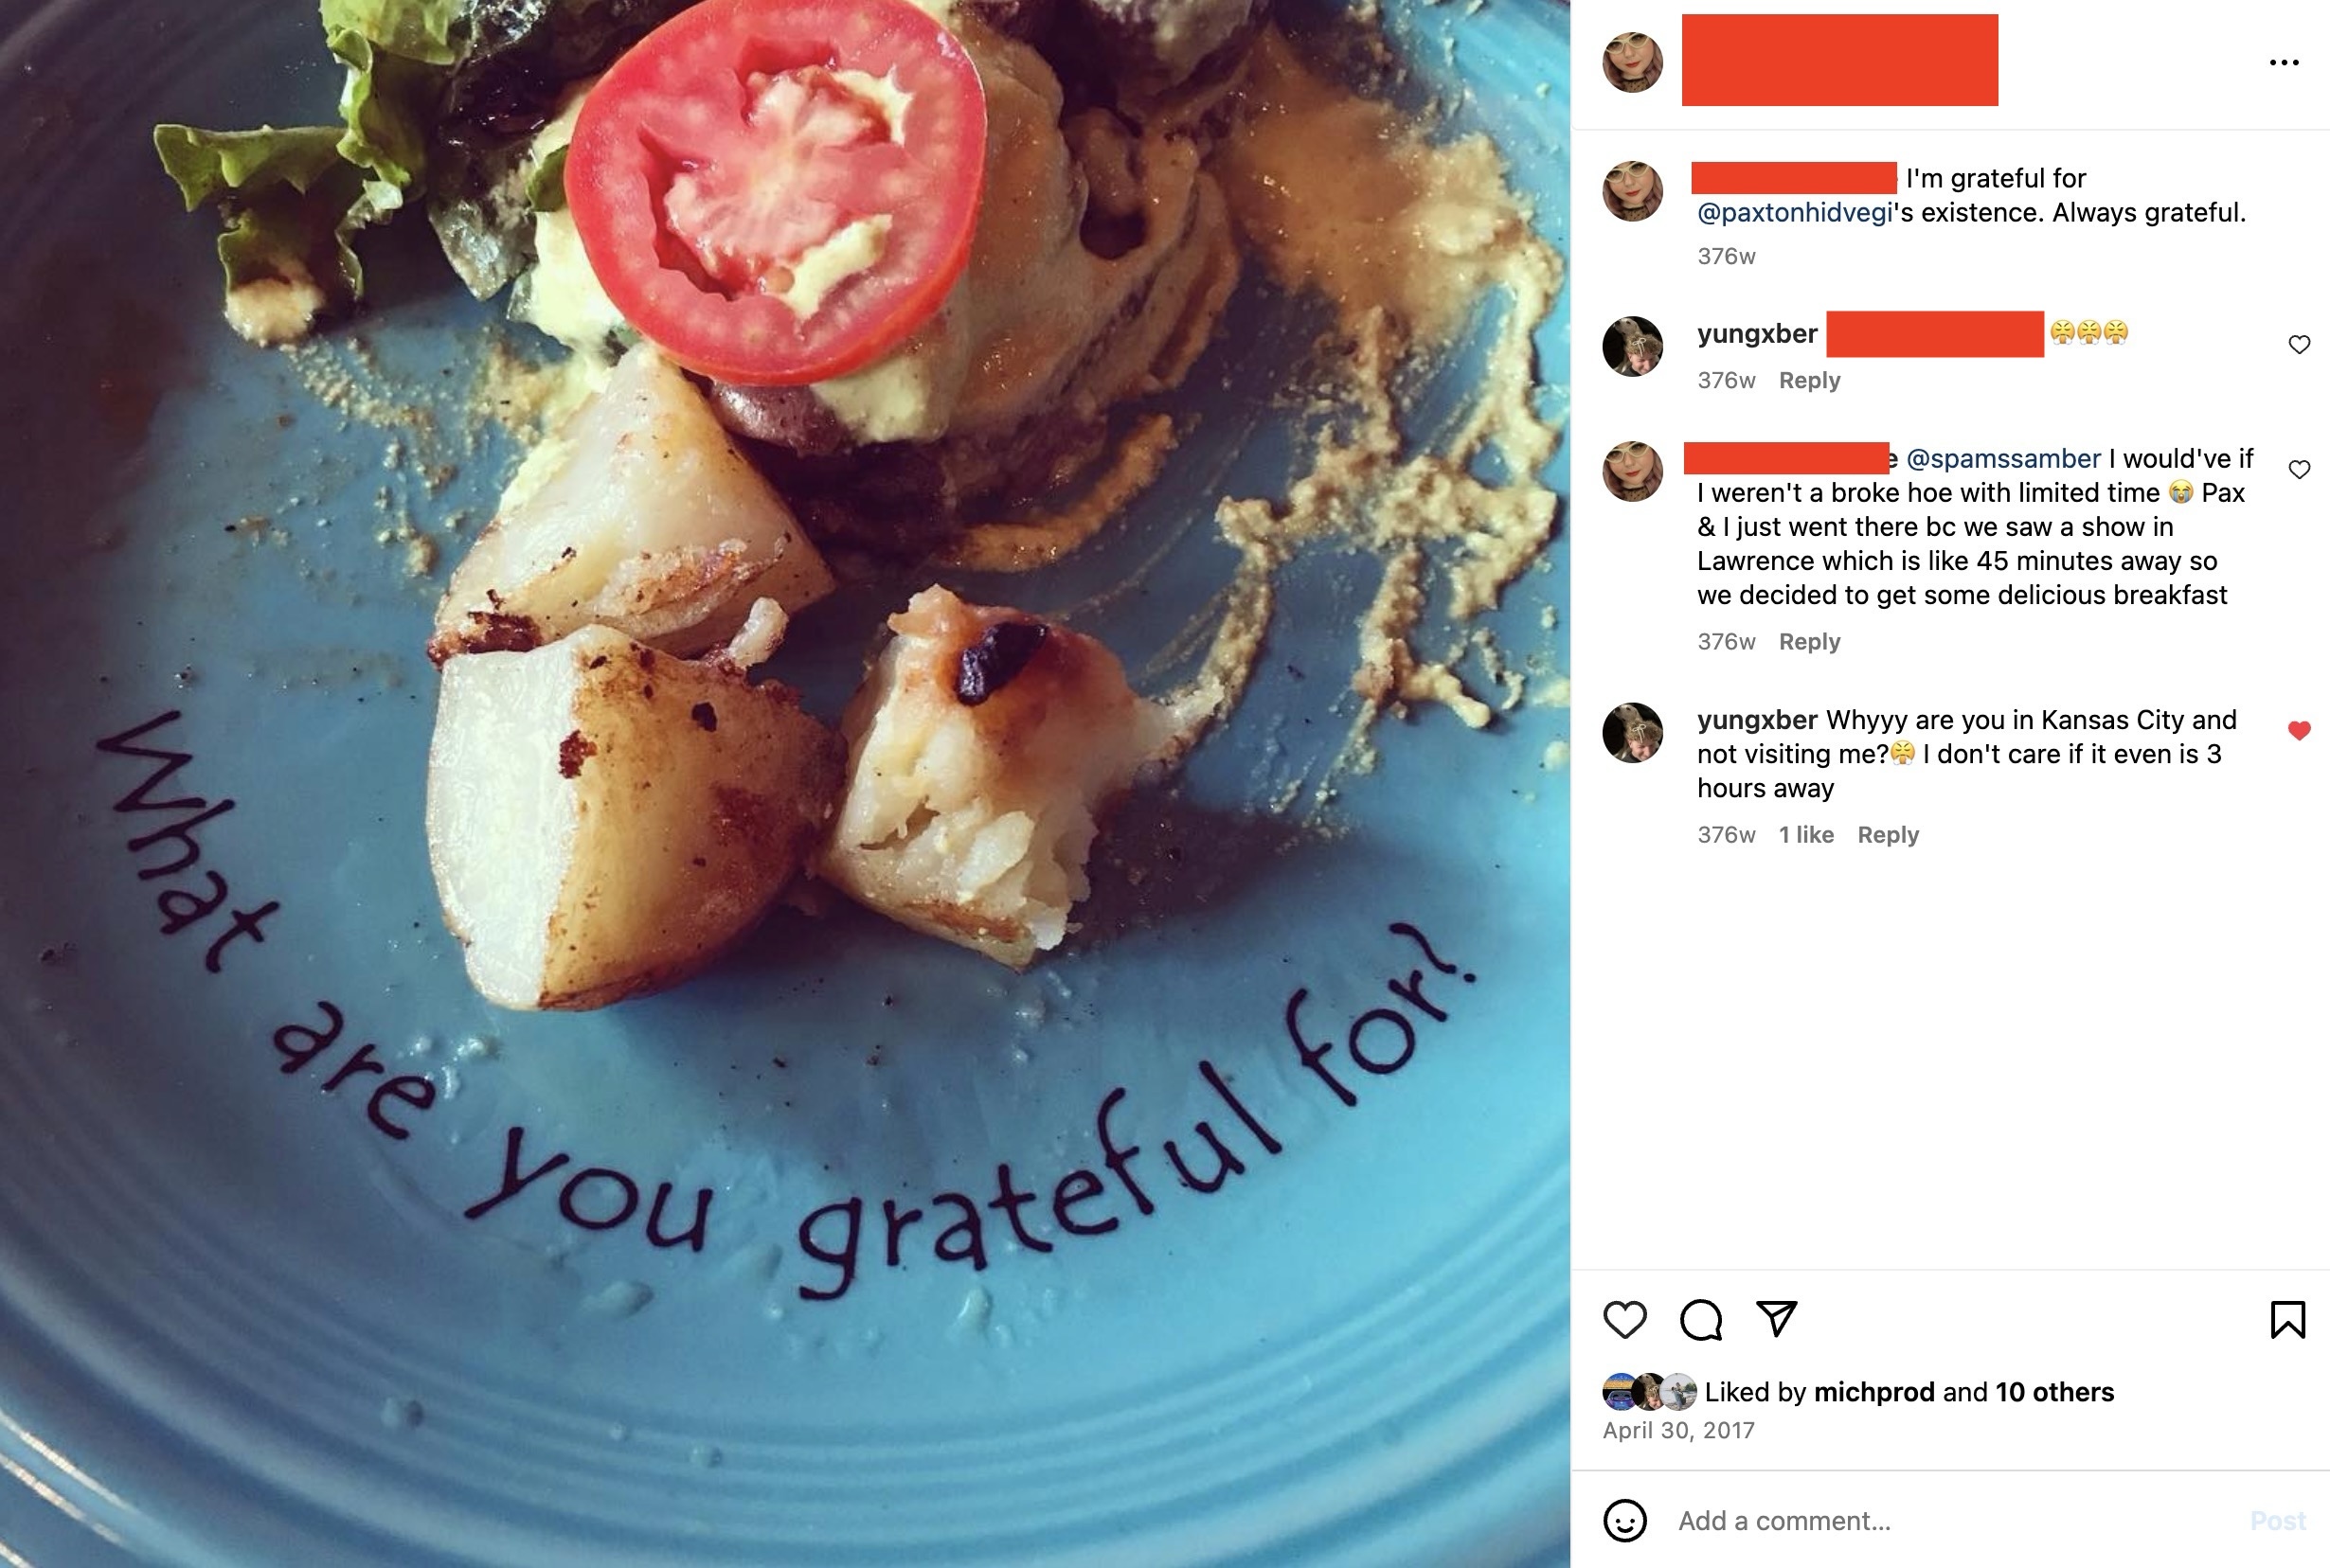 What are you grateful for?
I'm grateful for
@paxtonhidvegi's existence. Always grateful.
376w
yungxber 😤😤😤
376w Reply
e @spamssamber I would've if
I weren't a broke hoe with limited time 😭 Pax
& I just went there bc we saw a show in
Lawrence which is like 45 minutes away so
we decided to get some delicious breakfast
376w Reply
yungxber Whyyy are you in Kansas City and
not visiting me?😤 I don't care if it even is 3
hours away
376w 1 like Reply
Liked by michprod and 10 others
April 30, 2017
Add a comment...
Post